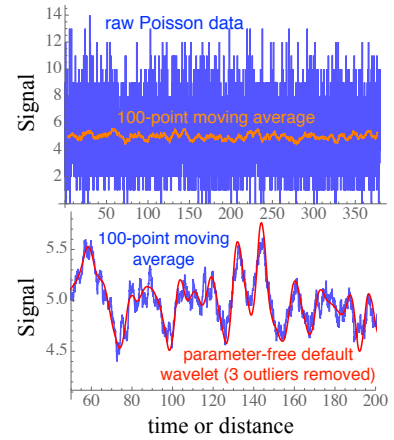 14
12
10
8
6
4
2
Signal
raw Poisson data
100-point moving average
50 100 150 200 250 300 350
5.5
5.0
4.5
Signal
100-point moving
average
parameter-free default
wavelet (3 outliers removed)
60 80 100 120 140 160 180 200
time or distance